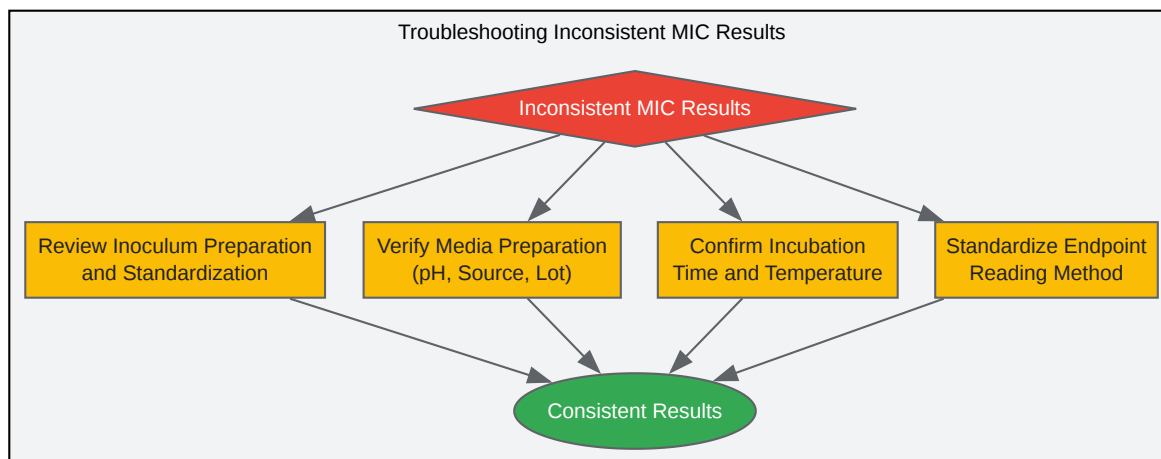 Troubleshooting Inconsistent MIC Results
Inconsistent MIC Results
Review Inoculum Preparation
and Standardization
Verify Media Preparation
(pH, Source, Lot)
Confirm Incubation
Time and Temperature
Standardize Endpoint
Reading Method
Consistent Results